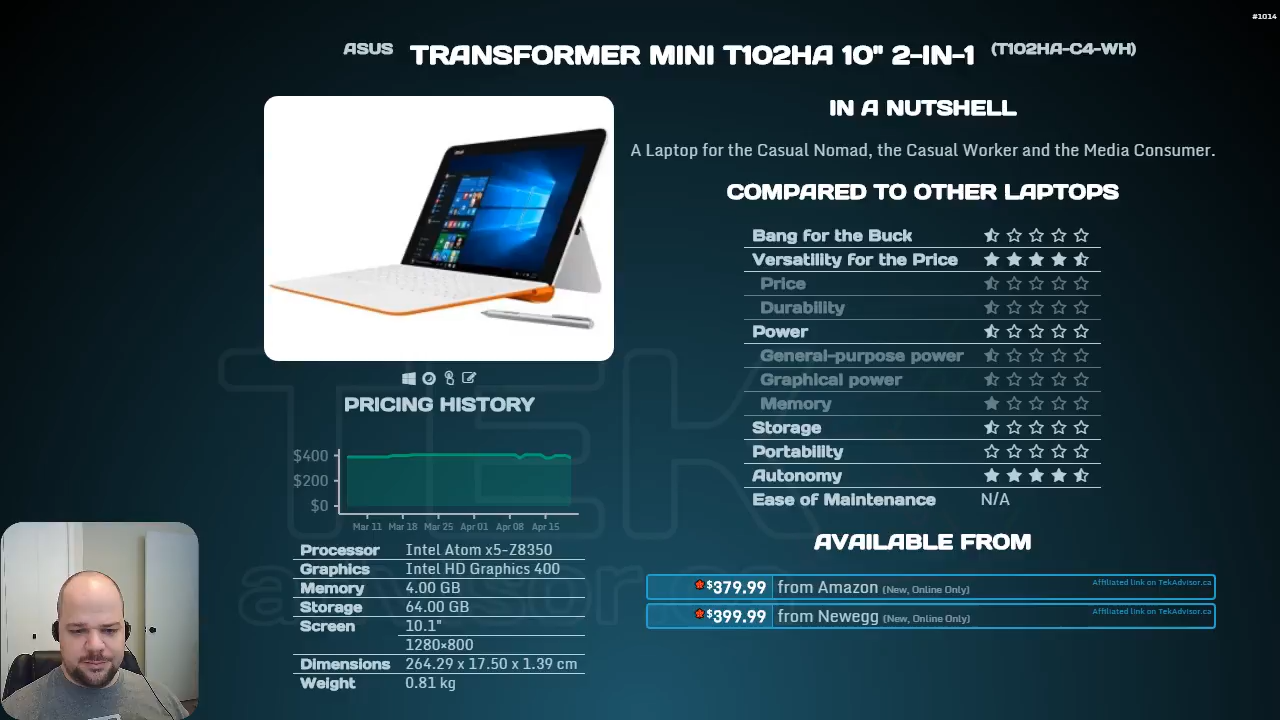 #1014
ASUS TRANSFORMER MINI T102HA 10" 2-IN-1 (T102HA-C4-WH)
IN A NUTSHELL
A Laptop for the Casual Nomad, the Casual Worker and the Media Consumer.
COMPARED TO OTHER LAPTOPS
Bang for the Buck
Versatility for the Price
Price
Durability
Power
General-purpose power
Graphical power
Memory
Storage
Portability
Autonomy
Ease of Maintenance N/A
PRICING HISTORY
$400
$200
$0
Mar 11 Mar 18 Mar 25 Apr 01 Apr 08 Apr 15
Processor Intel Atom x5-Z8350
Graphics Intel HD Graphics 400
Memory 4.00 GB
Storage 64.00 GB
Screen 10.1"
1280×800
Dimensions 264.29 x 17.50 x 1.39 cm
Weight 0.81 kg
AVAILABLE FROM
$379.99 from Amazon (New, Online Only) Affiliated link on TekAdvisor.ca
$399.99 from Newegg (New, Online Only) Affiliated link on TekAdvisor.ca
TEK